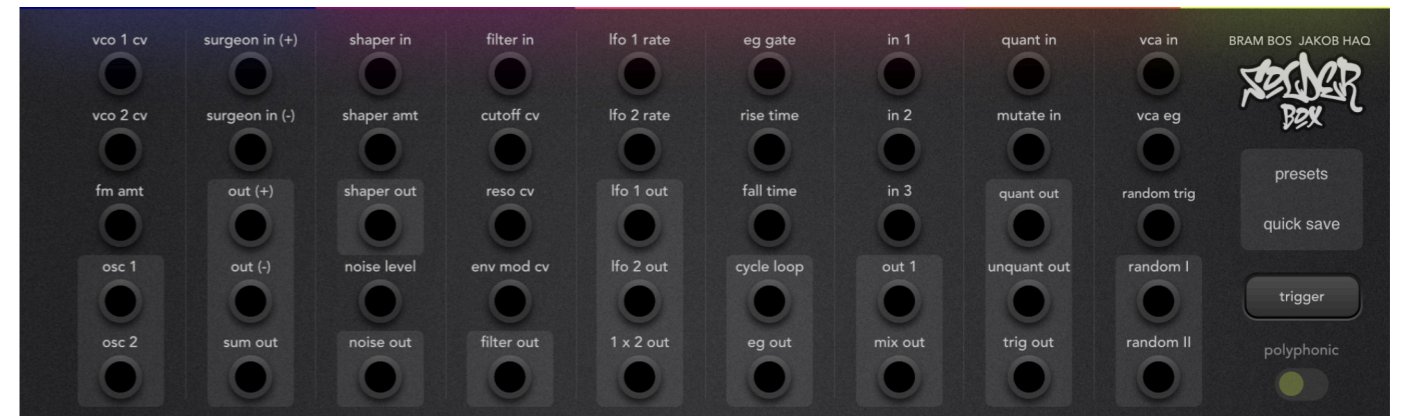 vco 1 cv surgeon in (+) shaper in filter in lfo 1 rate eg gate in 1 quant in vca in BRAM BOS JAKOB HAQ
SOLDER
BOX
vco 2 cv surgeon in (-) shaper amt cutoff cv lfo 2 rate rise time in 2 mutate in vca eg
presets
fm amt out (+) shaper out reso cv lfo 1 out fall time in 3 quant out random trig
quick save
osc 1 out (-) noise level env mod cv lfo 2 out cycle loop out 1 unquant out random I
trigger
osc 2 sum out noise out filter out 1 x 2 out eg out mix out trig out random II
polyphonic